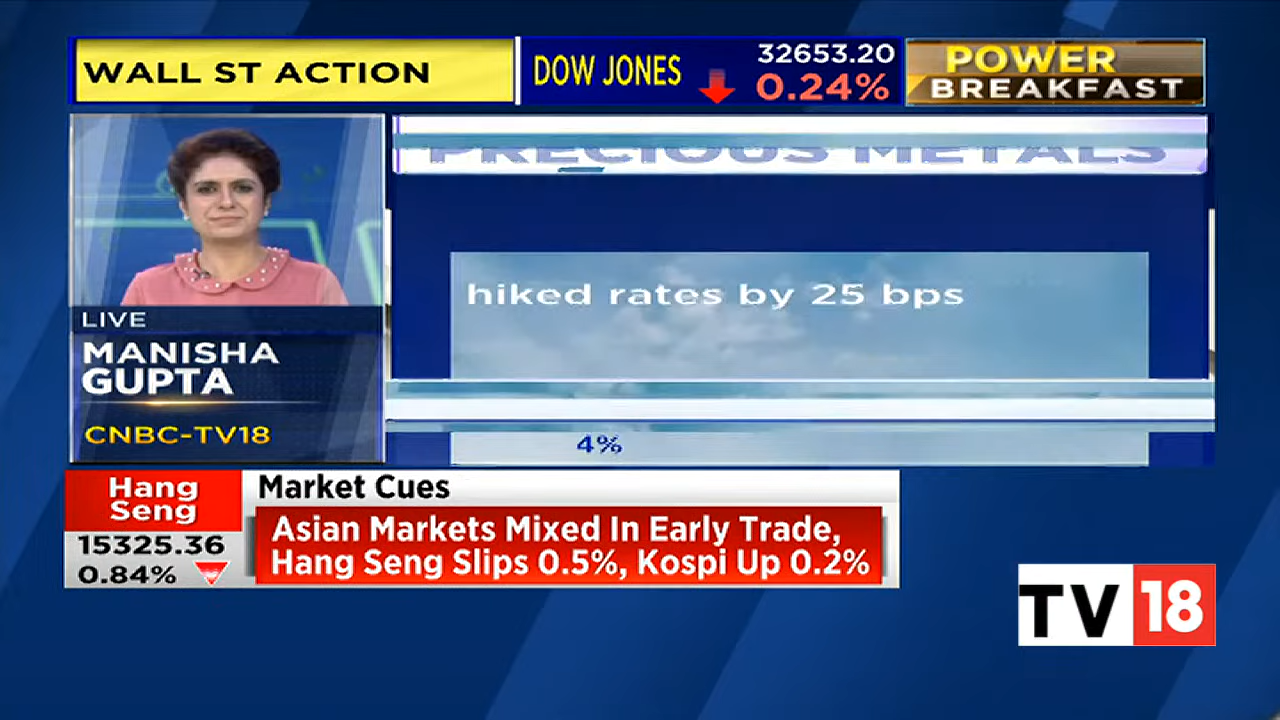 WALL ST ACTION
DOW JONES
32653.20
0.24%
POWER
BREAKFAST
PRECIOUS METALS
hiked rates by 25 bps
4%
LIVE
MANISHA
GUPTA
CNBC-TV18
Hang
Seng
15325.36
0.84%
Market Cues
Asian Markets Mixed In Early Trade,
Hang Seng Slips 0.5%, Kospi Up 0.2%
TV18